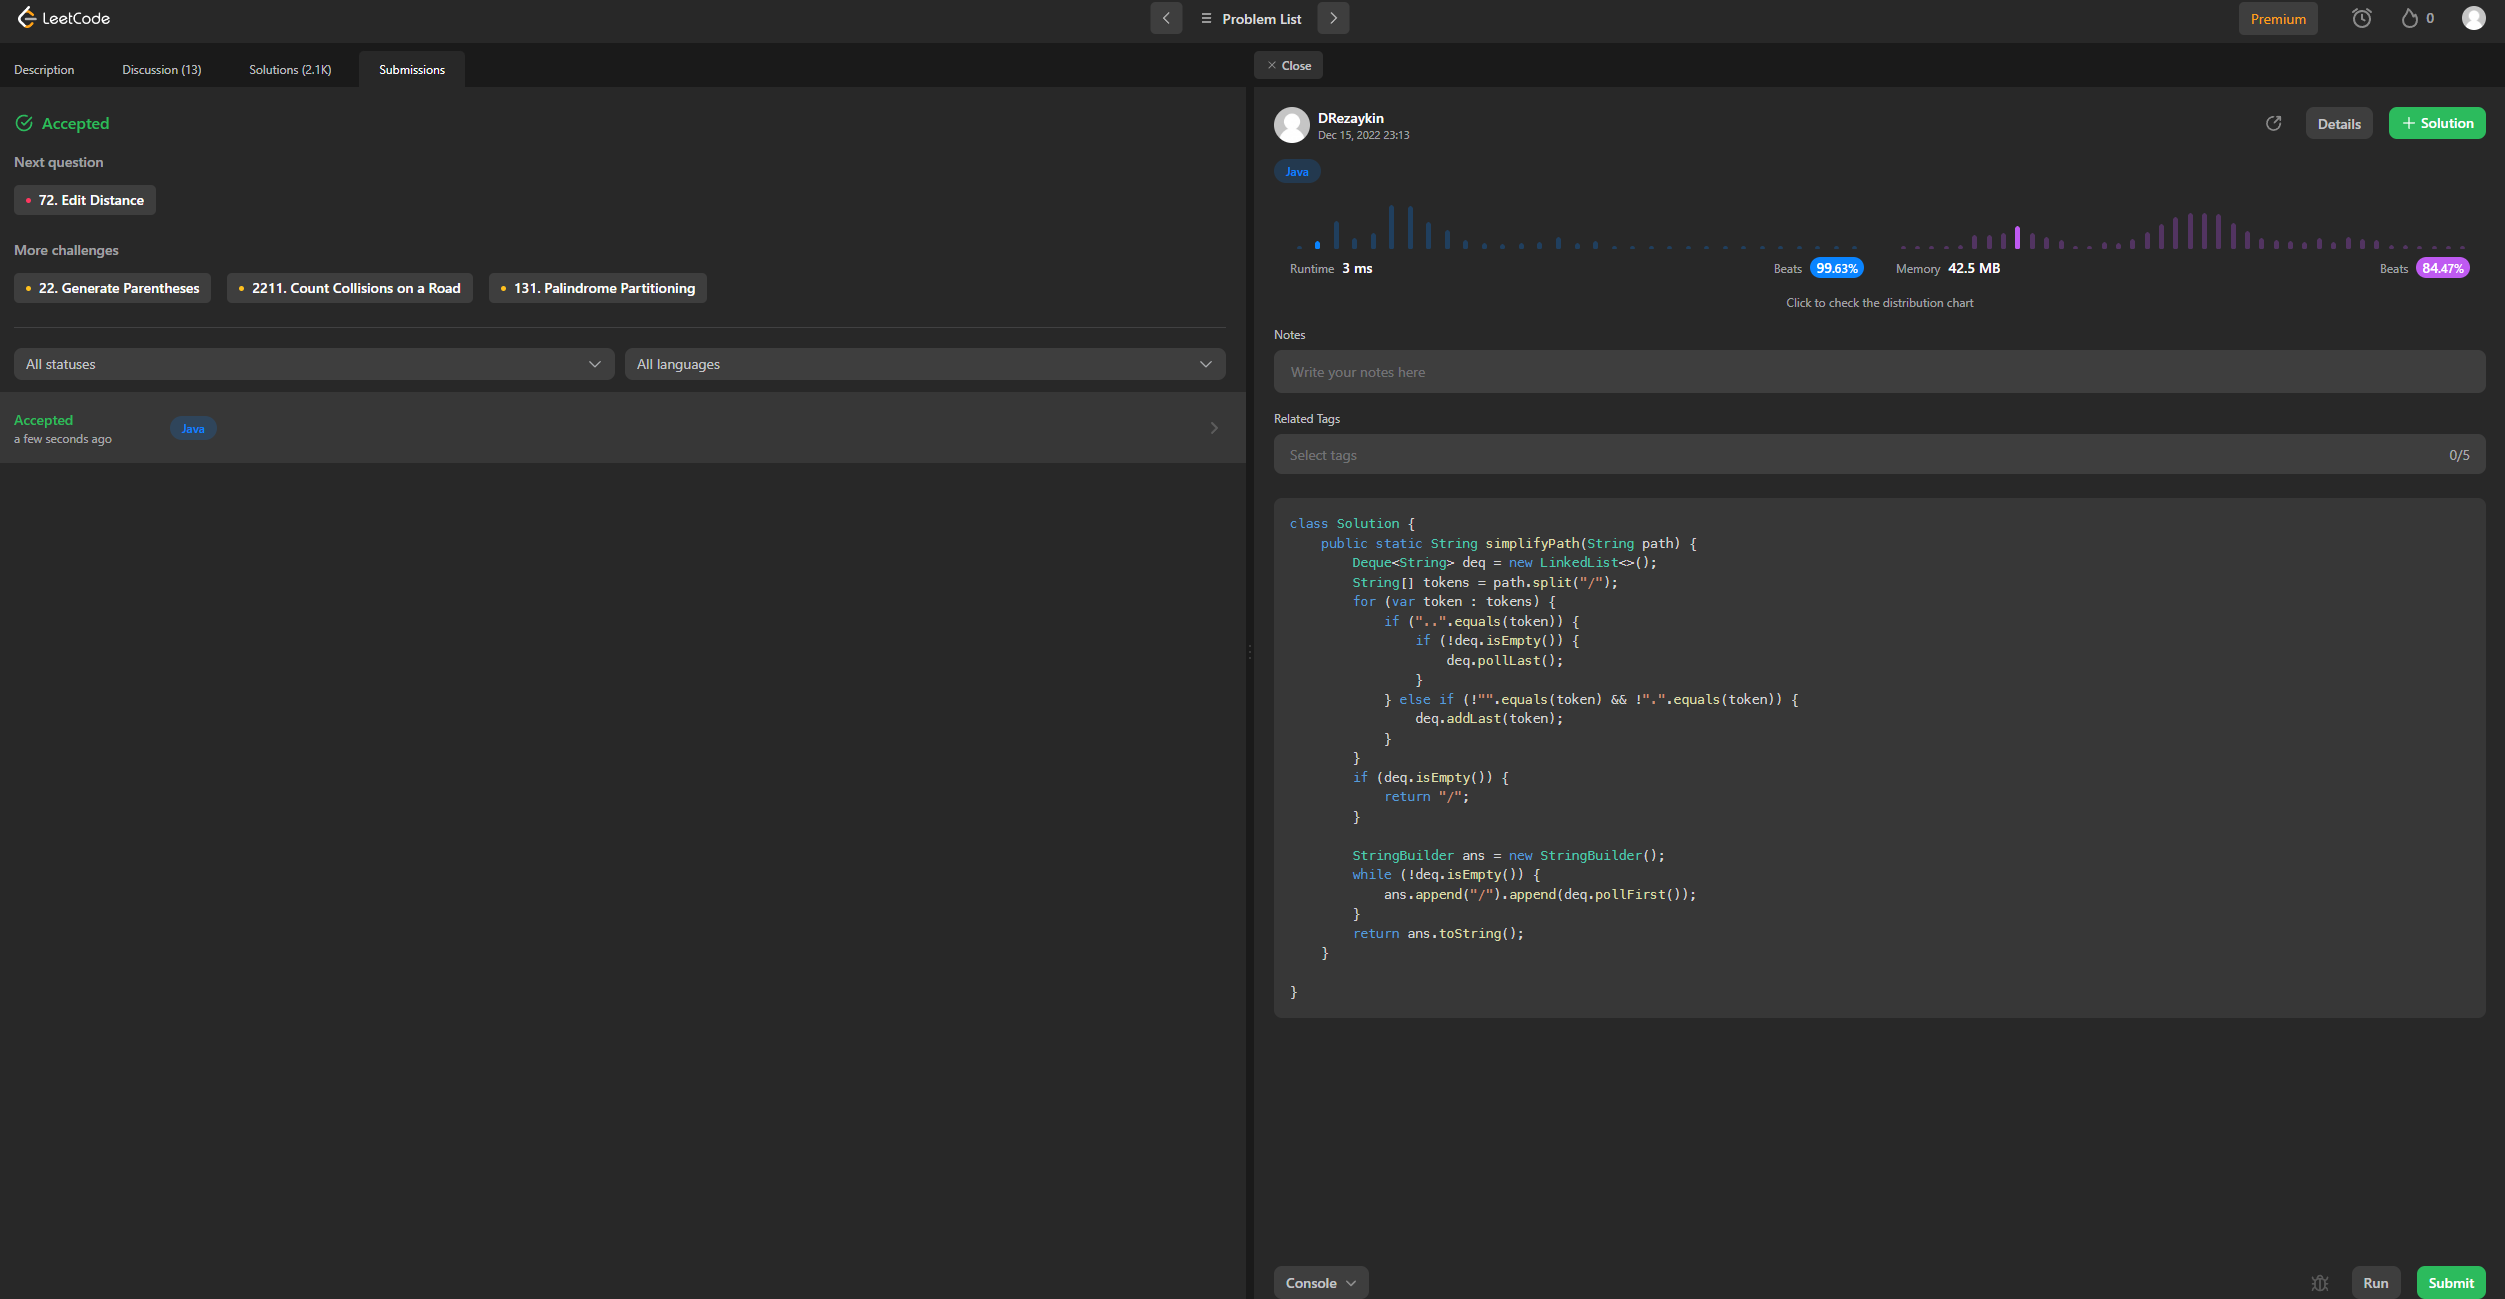 LeetCode
Problem List
Premium
0
Description
Discussion (13)
Solutions (2.1K)
Submissions
Accepted
Next question
72. Edit Distance
More challenges
22. Generate Parentheses
2211. Count Collisions on a Road
131. Palindrome Partitioning
All statuses
All languages
Accepted
a few seconds ago
Java
Close
DRezaykin
Dec 15, 2022 23:13
Details
+ Solution
Java
Runtime 3 ms
Beats 99.63%
Memory 42.5 MB
Beats 84.47%
Click to check the distribution chart
Notes
Write your notes here
Related Tags
Select tags
0/5
class Solution {
    public static String simplifyPath(String path) {
        Deque<String> deq = new LinkedList<>();
        String[] tokens = path.split("/");
        for (var token : tokens) {
            if ("..".equals(token)) {
                if (!deq.isEmpty()) {
                    deq.pollLast();
                }
            } else if (!"".equals(token) && !".".equals(token)) {
                deq.addLast(token);
            }
        }
        if (deq.isEmpty()) {
            return "/";
        }

        StringBuilder ans = new StringBuilder();
        while (!deq.isEmpty()) {
            ans.append("/").append(deq.pollFirst());
        }
        return ans.toString();
    }

}
Console
Run
Submit